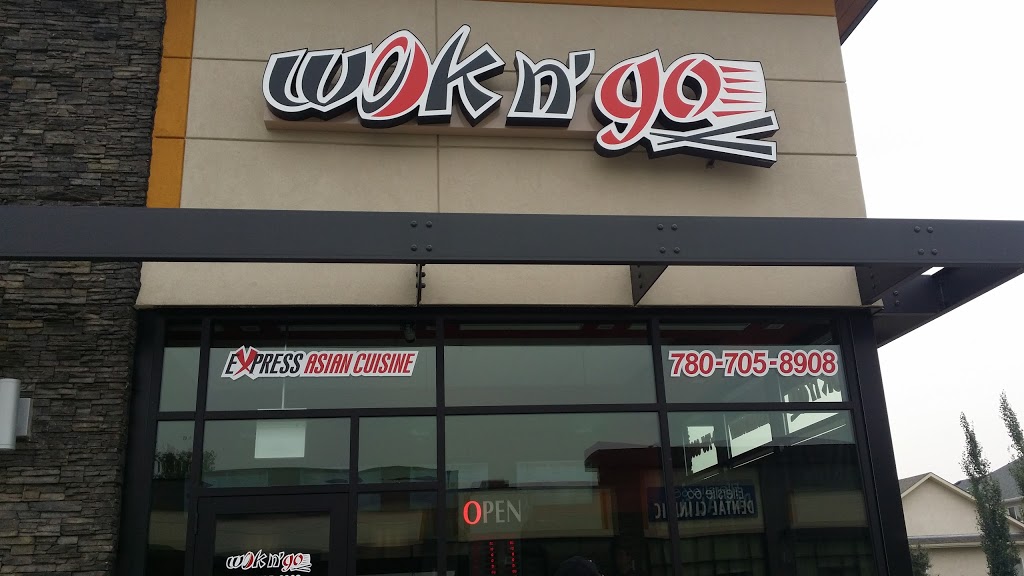 wok n' go
EXPRESS ASIAN CUISINE
780-705-8908
OPEN
DENTAL CLINIC
wok n' go